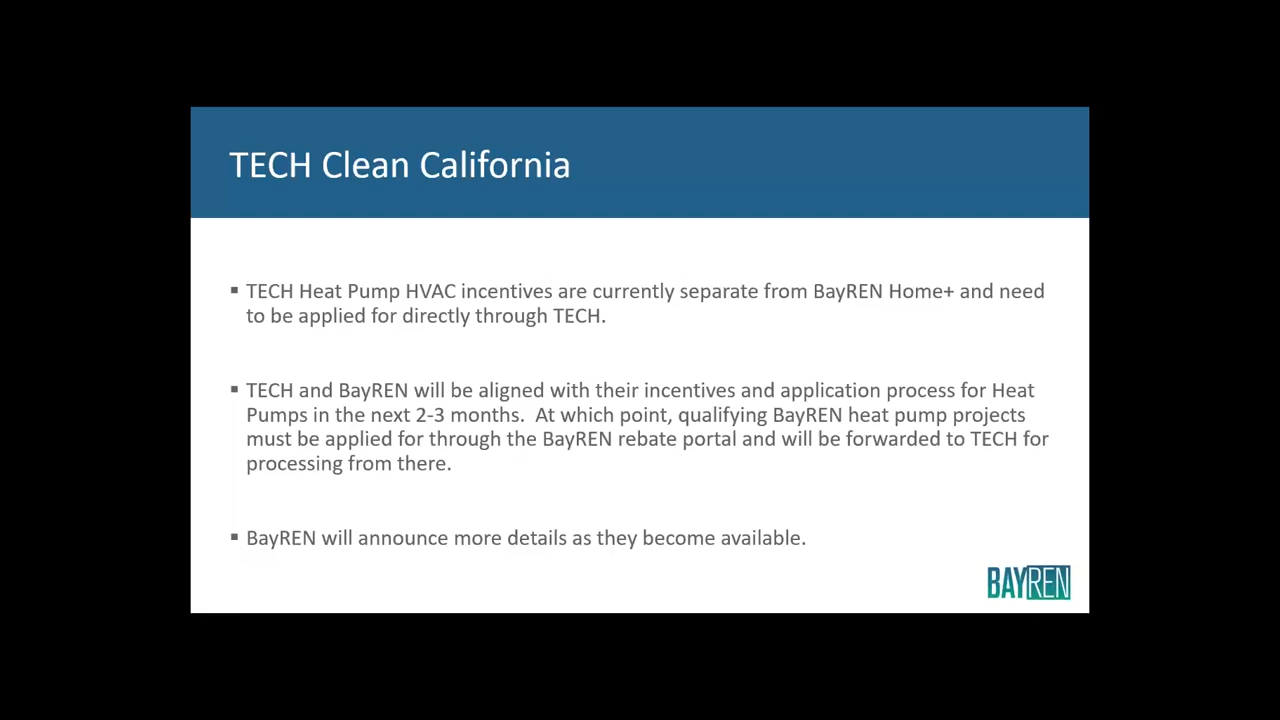 TECH Clean California
▪ TECH Heat Pump HVAC incentives are currently separate from BayREN Home+ and need
to be applied for directly through TECH.
▪ TECH and BayREN will be aligned with their incentives and application process for Heat
Pumps in the next 2-3 months.  At which point, qualifying BayREN heat pump projects
must be applied for through the BayREN rebate portal and will be forwarded to TECH for
processing from there.
▪ BayREN will announce more details as they become available.
BAYREN